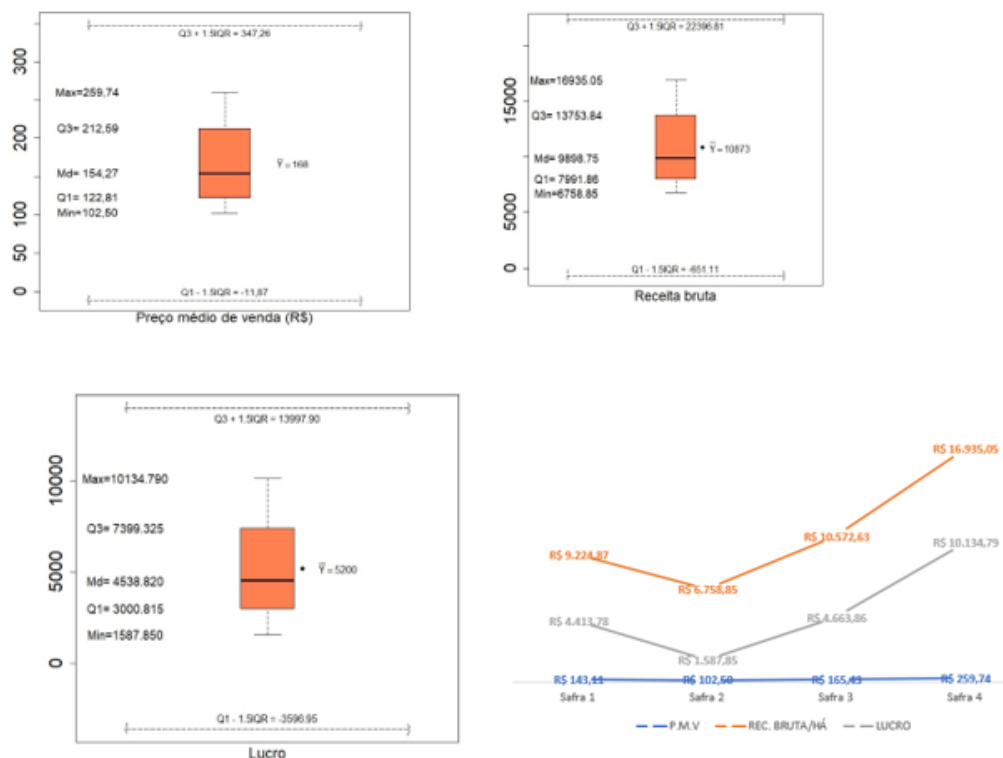 Q3 + 1.5IQR = 347,26
300
Max=259,74
Q3= 212.59
200
Md= 154,27
Ȳ = 168
Q1= 122,81
Min=102,50
100
50
0
Q1 - 1.5IQR = -11,87
Preço médio de venda (R$)
Q3 + 1.5IQR = 22396.81
Max=16935.05
15000
Q3= 13753.84
Md= 9898.75
Ȳ = 10873
Q1= 7991.86
Min=6758.85
5000
0
Q1 - 1.5IQR = -651.11
Receita bruta
Q3 + 1.5IQR = 13997.90
Max=10134.790
10000
Q3= 7399.325
Md= 4538.820
Ȳ = 5200
5000
Q1= 3000.815
Min=1587.850
0
Q1 - 1.5IQR = -3596.95
Lucro
R$ 16.935,05
R$ 9.224,87
R$ 10.572,63
R$ 6.758,85
R$ 10.134,79
R$ 4.413,78
R$ 4.663,86
R$ 1.587,85
R$ 143,11
R$ 102,50
R$ 259,74
Safra 1
Safra 2
Safra 3
Safra 4
P.M.V
REC. BRUTA/HÁ
LUCRO